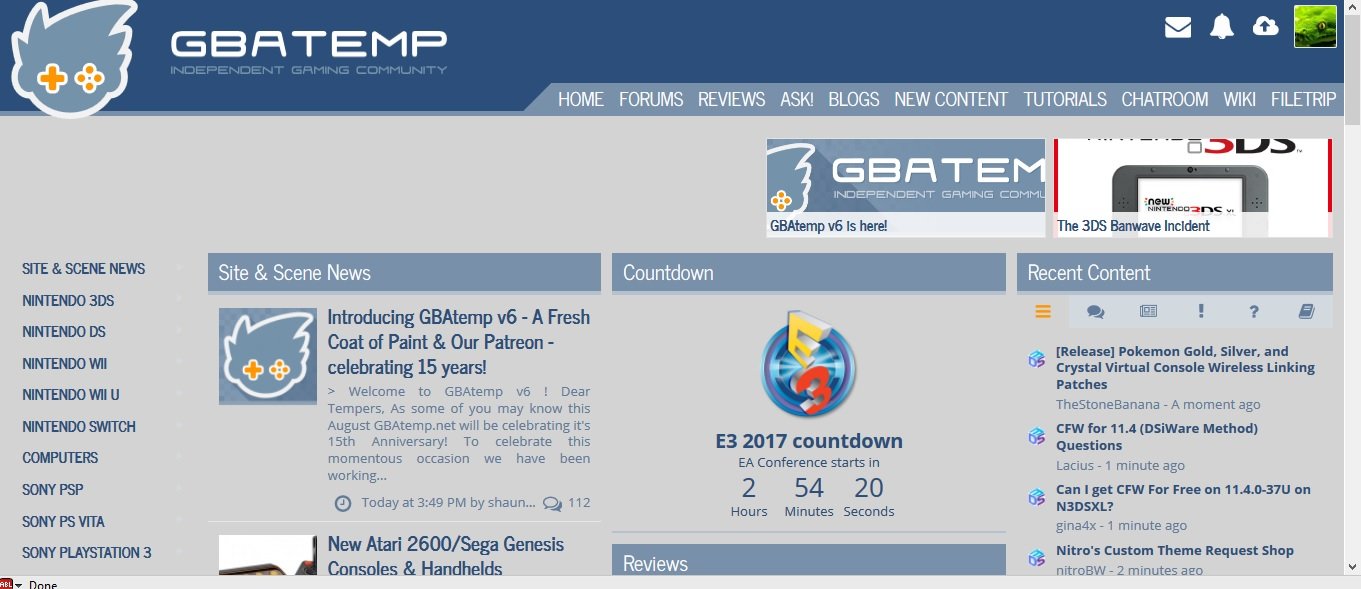 GBATEMP
INDEPENDENT GAMING COMMUNITY
HOME FORUMS REVIEWS ASK! BLOGS NEW CONTENT TUTORIALS CHATROOM WIKI FILETRIP
GBATEM
INDEPENDENT GAMING COMMU
GBAtemp v6 is here!
NINTENDO 3DS
new
NINTENDO 3DS XL
The 3DS Banwave Incident
SITE & SCENE NEWS
NINTENDO 3DS
NINTENDO DS
NINTENDO WII
NINTENDO WII U
NINTENDO SWITCH
COMPUTERS
SONY PSP
SONY PS VITA
SONY PLAYSTATION 3
Site & Scene News
Introducing GBAtemp v6 - A Fresh
Coat of Paint & Our Patreon -
celebrating 15 years!
> Welcome to GBAtemp v6 ! Dear
Tempers, As some of you may know this
August GBAtemp.net will be celebrating it's
15th Anniversary! To celebrate this
momentous occasion we have been
working...
Today at 3:49 PM by shaun... 112
New Atari 2600/Sega Genesis
Consoles & Handhelds
Countdown
E3
E3 2017 countdown
EA Conference starts in
2 54 20
Hours Minutes Seconds
Reviews
Recent Content
[Release] Pokemon Gold, Silver, and
Crystal Virtual Console Wireless Linking
Patches
TheStoneBanana - A moment ago
CFW for 11.4 (DSiWare Method)
Questions
Lacius - 1 minute ago
Can I get CFW For Free on 11.4.0-37U on
N3DSXL?
gina4x - 1 minute ago
Nitro's Custom Theme Request Shop
nitroBW - 2 minutes ago
ABL Done